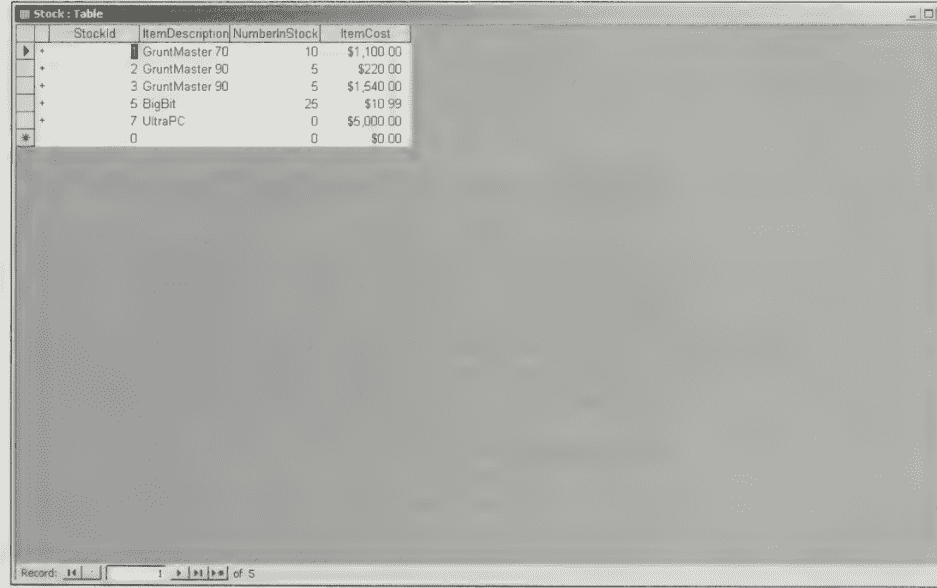 Stock : Table
StockId ItemDescription NumberInStock ItemCost
+ 1 GruntMaster 70 10 $1,100.00
+ 2 GruntMaster 90 5 $220.00
+ 3 GruntMaster 90 5 $1,540.00
+ 5 BigBit 25 $10.99
+ 7 UltraPC 0 $5,000.00
* 0 0 $0.00
Record: 1 of 5